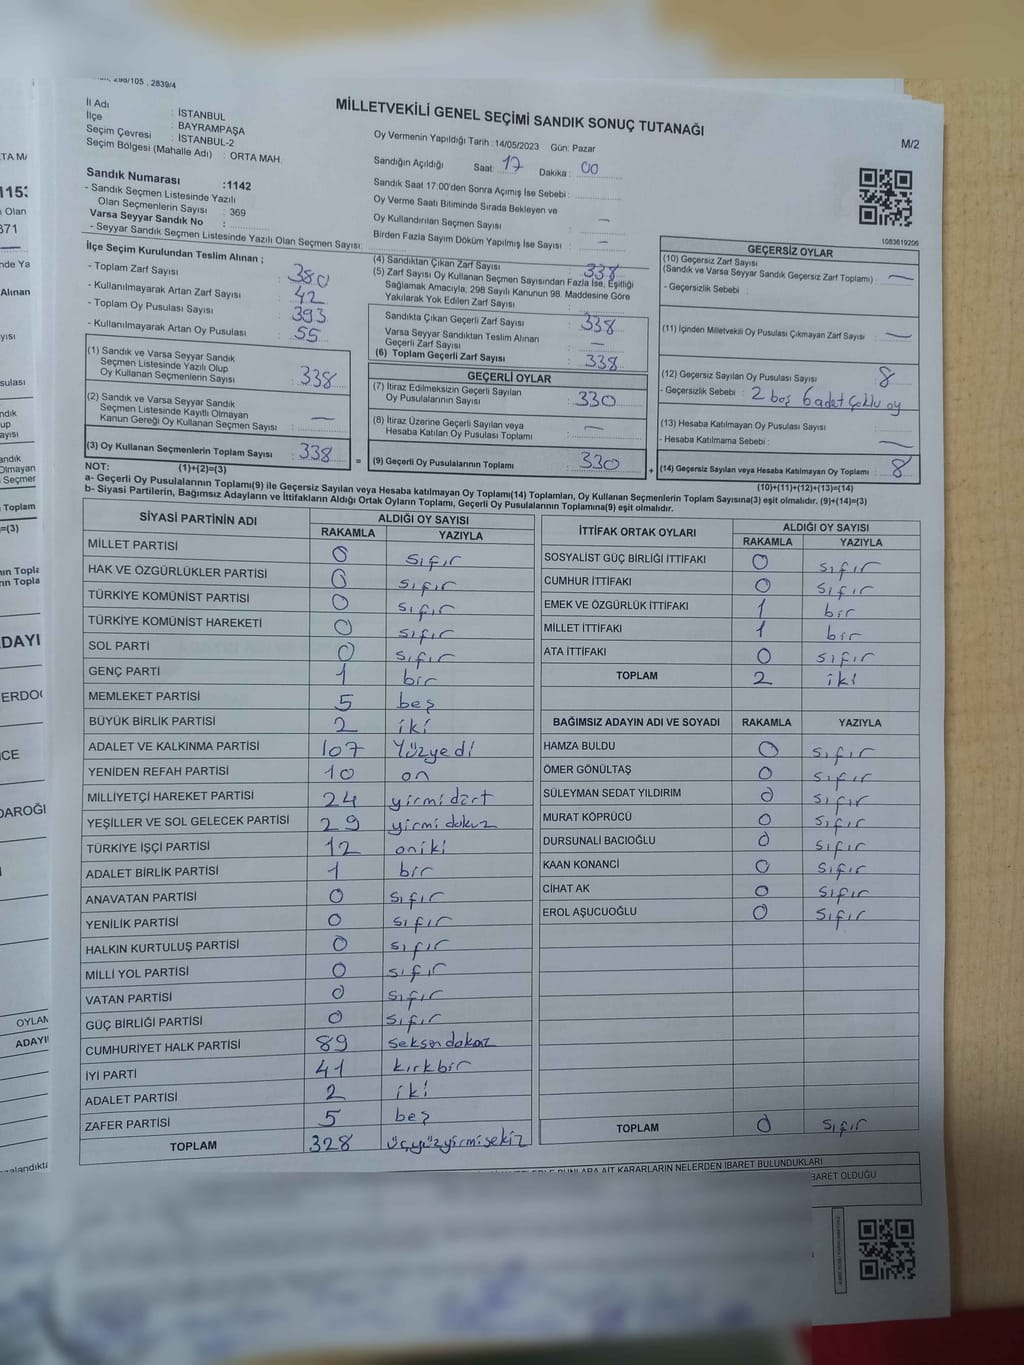 298/105 , 2839/4
MİLLETVEKİLİ GENEL SEÇİMİ SANDIK SONUÇ TUTANAĞI
M/2
İl Adı : İSTANBUL
İlçe : BAYRAMPAŞA
Seçim Çevresi : İSTANBUL-2
Seçim Bölgesi (Mahalle Adı) : ORTA MAH.
Oy Vermenin Yapıldığı Tarih : 14/05/2023 Gün: Pazar
Sandığın Açıldığı Saat: 17 Dakika : 00
Sandık Saat 17:00'den Sonra Açımış İse Sebebi :
Oy Verme Saati Bitiminde Sırada Bekleyen ve
Oy Kullandırılan Seçmen Sayısı : —
Birden Fazla Sayım Döküm Yapılmış İse Sayısı : —
Sandık Numarası :1142
- Sandık Seçmen Listesinde Yazılı
Olan Seçmenlerin Sayısı : 369
Varsa Seyyar Sandık No :
- Seyyar Sandık Seçmen Listesinde Yazılı Olan Seçmen Sayısı:
1083619206
İlçe Seçim Kurulundan Teslim Alınan ;
- Toplam Zarf Sayısı : 380
- Kullanılmayarak Artan Zarf Sayısı : 42
- Toplam Oy Pusulası Sayısı : 393
- Kullanılmayarak Artan Oy Pusulası : 55
(1) Sandık ve Varsa Seyyar Sandık
Seçmen Listesinde Yazılı Olup
Oy Kullanan Seçmenlerin Sayısı : 338
(2) Sandık ve Varsa Seyyar Sandık
Seçmen Listesinde Kayıtlı Olmayan
Kanun Gereği Oy Kullanan Seçmen Sayısı : —
(3) Oy Kullanan Seçmenlerin Toplam Sayısı : 338
(4) Sandıktan Çıkan Zarf Sayısı : 338
(5) Zarf Sayısı Oy Kullanan Seçmen Sayısından Fazla İse, Eşitliği
Sağlamak Amacıyla, 298 Sayılı Kanunun 98. Maddesine Göre
Yakılarak Yok Edilen Zarf Sayısı :
Sandıkta Çıkan Geçerli Zarf Sayısı : 338
Varsa Seyyar Sandıktan Teslim Alınan
Geçerli Zarf Sayısı : —
(6) Toplam Geçerli Zarf Sayısı : 338
GEÇERLİ OYLAR
(7) İtiraz Edilmeksizin Geçerli Sayılan
Oy Pusulalarının Sayısı : 330
(8) İtiraz Üzerine Geçerli Sayılan veya
Hesaba Katılan Oy Pusulası Toplamı : —
= (9) Geçerli Oy Pusulalarının Toplamı : 330 +
GEÇERSİZ OYLAR
(10) Geçersiz Zarf Sayısı
(Sandık ve Varsa Seyyar Sandık Geçersiz Zarf Toplamı) : —
- Geçersizlik Sebebi :
(11) İçinden Milletvekili Oy Pusulası Çıkmayan Zarf Sayısı : —
(12) Geçersiz Sayılan Oy Pusulası Sayısı : 8
- Geçersizlik Sebebi : 2 boş 6 adet çoklu oy
(13) Hesaba Katılmayan Oy Pusulası Sayısı :
- Hesaba Katılmama Sebebi : —
(14) Geçersiz Sayılan veya Hesaba Katılmayan Oy Toplamı : 8
NOT: (1)+(2)=(3)
(10)+(11)+(12)+(13)=(14)
a- Geçerli Oy Pusulalarının Toplamı(9) ile Geçersiz Sayılan veya Hesaba katılmayan Oy Toplamı(14) Toplamları, Oy Kullanan Seçmenlerin Toplam Sayısına(3) eşit olmalıdır. (9)+(14)=(3)
b- Siyasi Partilerin, Bağımsız Adayların ve İttifakların Aldığı Ortak Oyların Toplamı, Geçerli Oy Pusulalarının Toplamına(9) eşit olmalıdır.
SİYASİ PARTİNİN ADI ALDIĞI OY SAYISI
RAKAMLA YAZIYLA
MİLLET PARTİSİ 0 sıfır
HAK VE ÖZGÜRLÜKLER PARTİSİ 0 sıfır
TÜRKİYE KOMÜNİST PARTİSİ 0 sıfır
TÜRKİYE KOMÜNİST HAREKETİ 0 sıfır
SOL PARTİ 0 sıfır
GENÇ PARTİ 1 bir
MEMLEKET PARTİSİ 5 beş
BÜYÜK BİRLİK PARTİSİ 2 iki
ADALET VE KALKINMA PARTİSİ 107 Yüzyedi
YENİDEN REFAH PARTİSİ 10 on
MİLLİYETÇİ HAREKET PARTİSİ 24 yirmidört
YEŞİLLER VE SOL GELECEK PARTİSİ 29 yirmidokuz
TÜRKİYE İŞÇİ PARTİSİ 12 oniki
ADALET BİRLİK PARTİSİ 1 bir
ANAVATAN PARTİSİ 0 sıfır
YENİLİK PARTİSİ 0 sıfır
HALKIN KURTULUŞ PARTİSİ 0 sıfır
MİLLİ YOL PARTİSİ 0 sıfır
VATAN PARTİSİ 0 sıfır
GÜÇ BİRLİĞİ PARTİSİ 0 sıfır
CUMHURİYET HALK PARTİSİ 89 seksendokuz
İYİ PARTİ 41 kırkbir
ADALET PARTİSİ 2 iki
ZAFER PARTİSİ 5 beş
TOPLAM 328 üçyüzyirmisekiz
İTTİFAK ORTAK OYLARI ALDIĞI OY SAYISI
RAKAMLA YAZIYLA
SOSYALİST GÜÇ BİRLİĞİ İTTİFAKI 0 sıfır
CUMHUR İTTİFAKI 0 sıfır
EMEK VE ÖZGÜRLÜK İTTİFAKI 1 bir
MİLLET İTTİFAKI 1 bir
ATA İTTİFAKI 0 sıfır
TOPLAM 2 iki
BAĞIMSIZ ADAYIN ADI VE SOYADI RAKAMLA YAZIYLA
HAMZA BULDU 0 sıfır
ÖMER GÖNÜLTAŞ 0 sıfır
SÜLEYMAN SEDAT YILDIRIM 0 sıfır
MURAT KÖPRÜCÜ 0 sıfır
DURSUNALİ BACIOĞLU 0 sıfır
KAAN KONANCİ 0 sıfır
CİHAT AK 0 sıfır
EROL AŞUCUOĞLU 0 sıfır
TOPLAM 0 sıfır
AİT KARARLARIN NELERDEN İBARET BULUNDUKLARI
BARET OLDUĞU